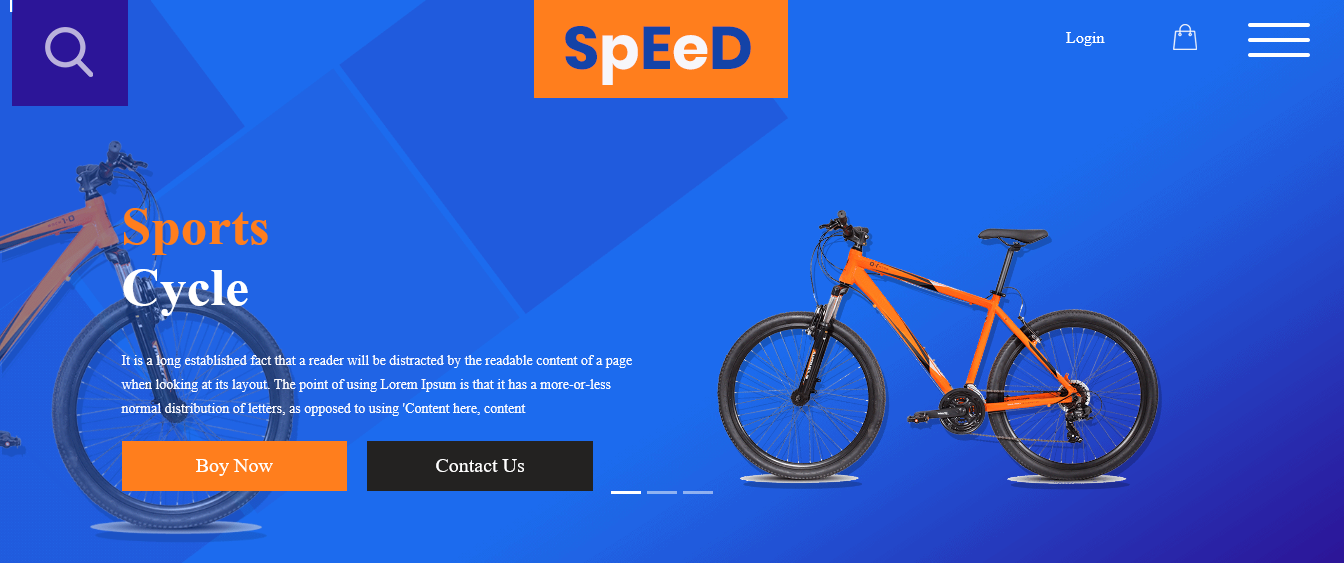 SpEeD
Login
Sports
Cycle
It is a long established fact that a reader will be distracted by the readable content of a page
when looking at its layout. The point of using Lorem Ipsum is that it has a more-or-less
normal distribution of letters, as opposed to using 'Content here, content
Boy Now
Contact Us